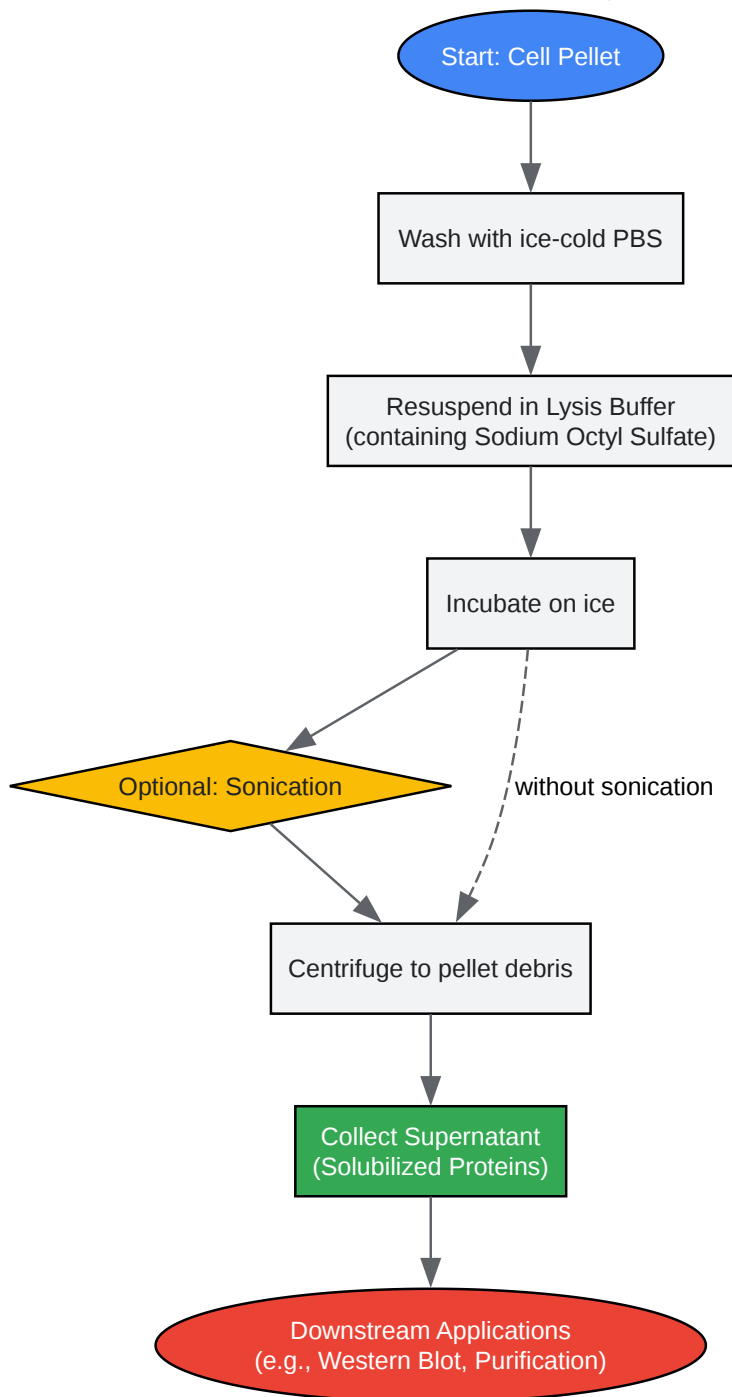 Start: Cell Pellet
Wash with ice-cold PBS
Resuspend in Lysis Buffer
(containing Sodium Octyl Sulfate)
Incubate on ice
Optional: Sonication
without sonication
Centrifuge to pellet debris
Collect Supernatant
(Solubilized Proteins)
Downstream Applications
(e.g., Western Blot, Purification)